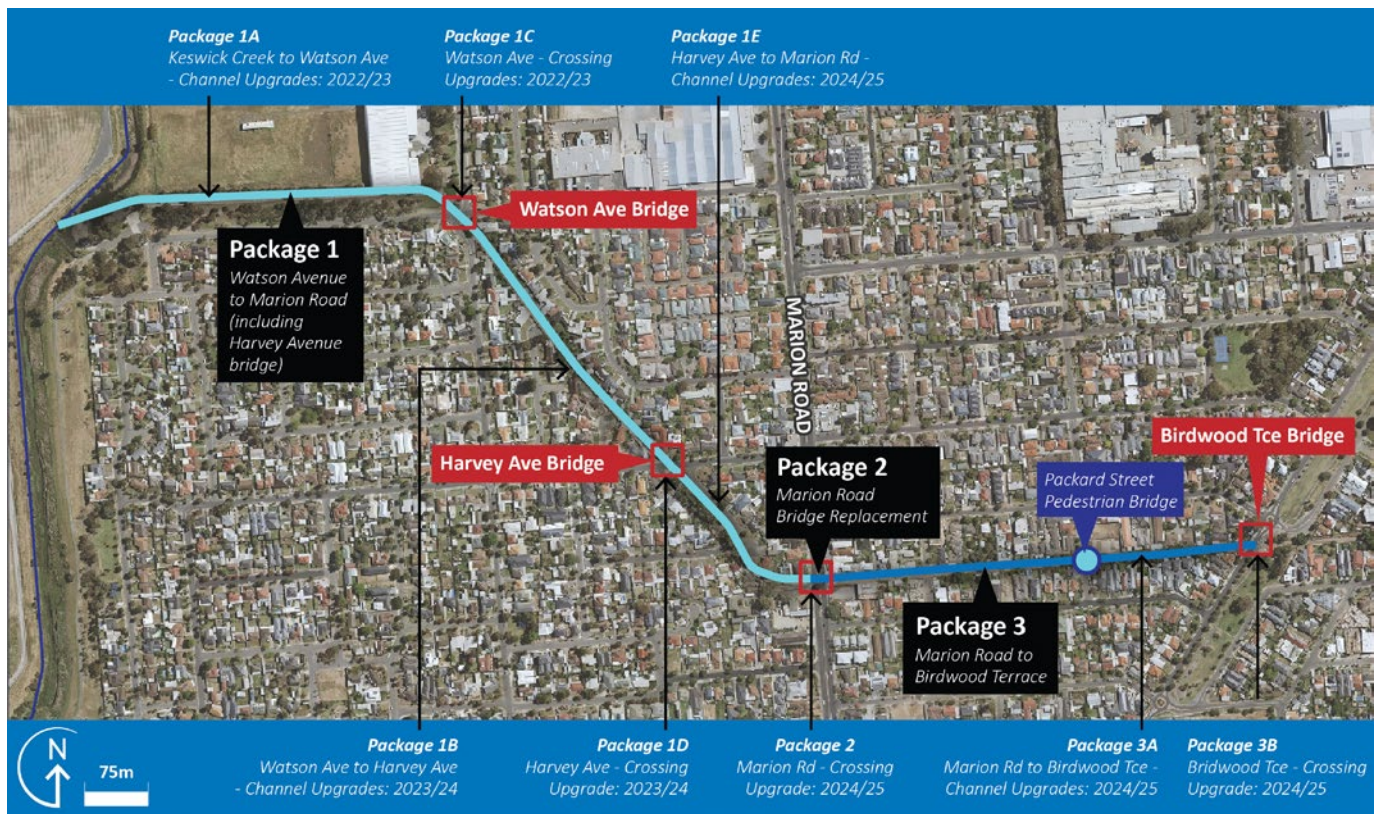 Package 1A
Keswick Creek to Watson Ave
- Channel Upgrades: 2022/23
Package 1C
Watson Ave - Crossing
Upgrades: 2022/23
Package 1E
Harvey Ave to Marion Rd -
Channel Upgrades: 2024/25
Watson Ave Bridge
Package 1
Watson Avenue
to Marion Road
(including
Harvey Avenue
bridge)
MARION ROAD
Harvey Ave Bridge
Package 2
Marion Road
Bridge Replacement
Birdwood Tce Bridge
Packard Street
Pedestrian Bridge
Package 3
Marion Road to
Birdwood Terrace
N
75m
Package 1B
Watson Ave to Harvey Ave
- Channel Upgrades: 2023/24
Package 1D
Harvey Ave - Crossing
Upgrade: 2023/24
Package 2
Marion Rd - Crossing
Upgrade: 2024/25
Package 3A
Marion Rd to Birdwood Tce -
Channel Upgrades: 2024/25
Package 3B
Bridwood Tce - Crossing
Upgrade: 2024/25